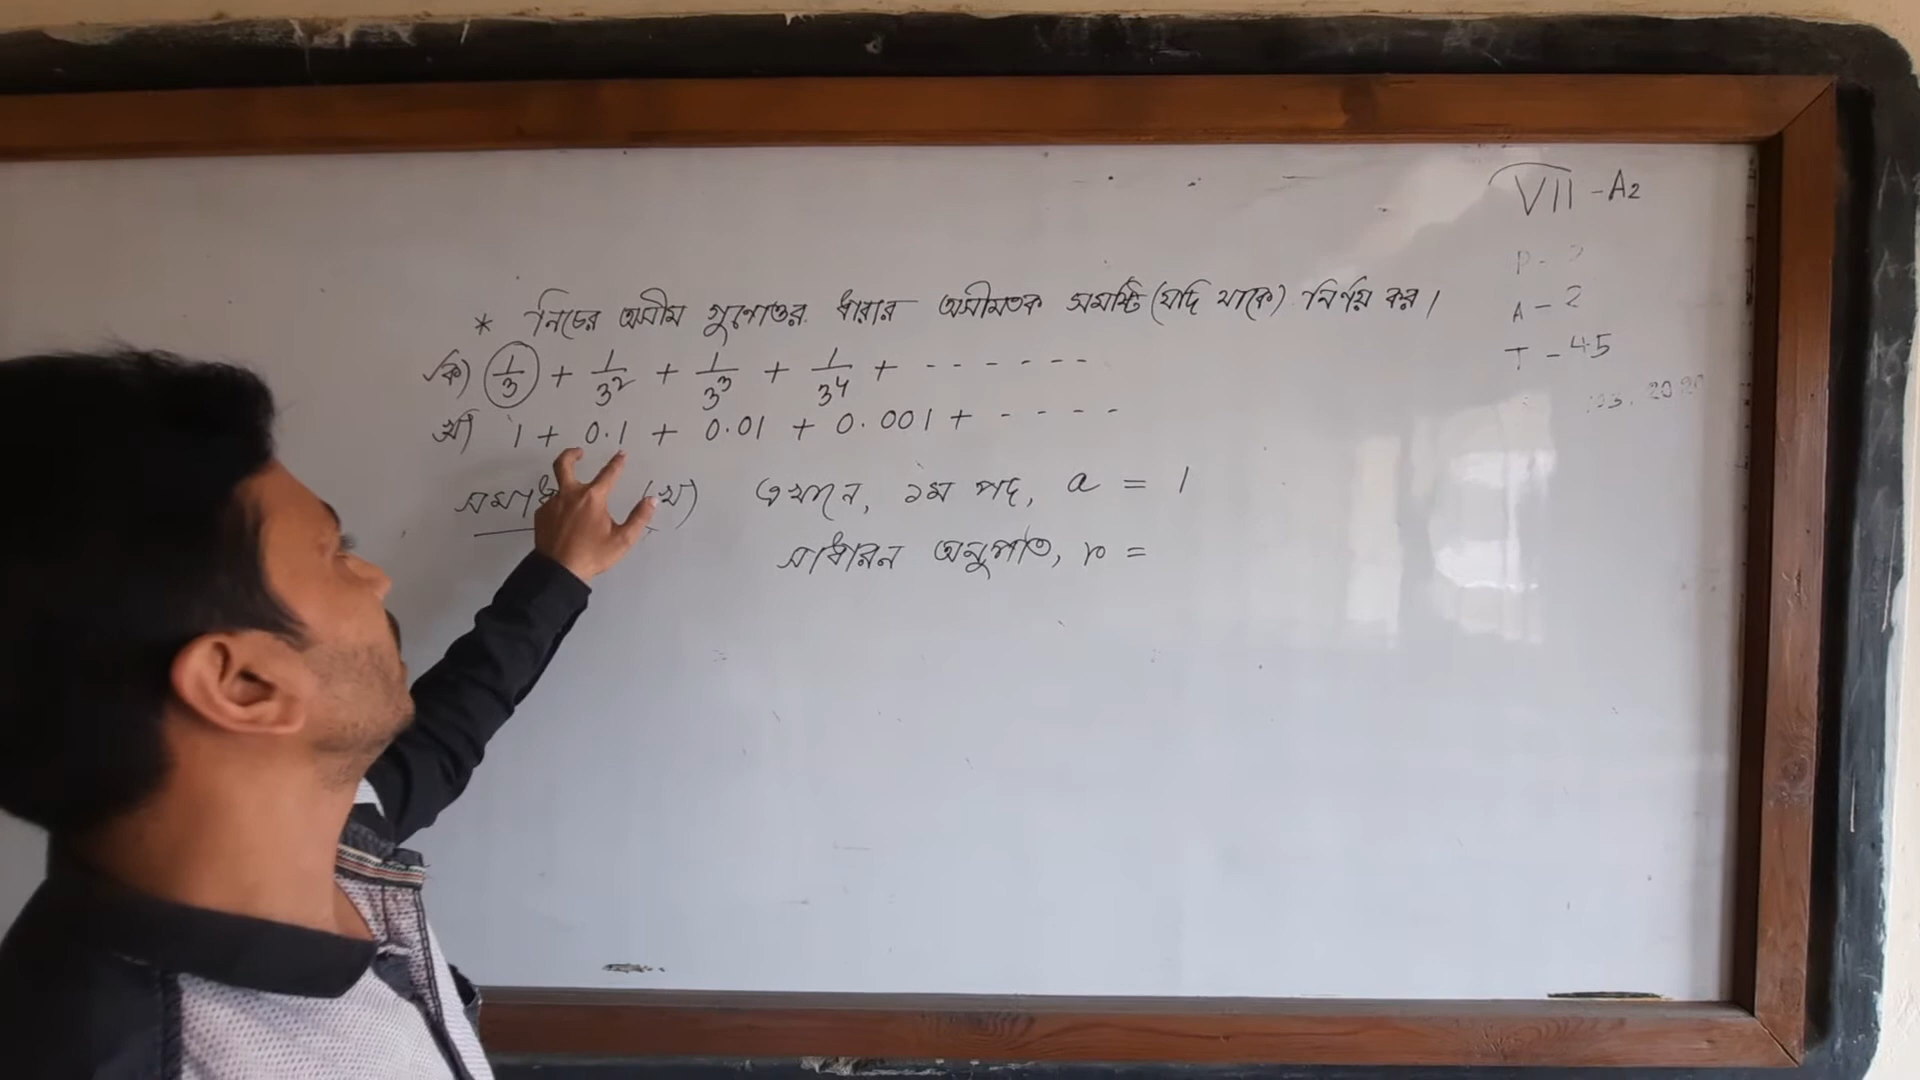 VII - A2
A - 2
T - 45
* নিচের অসীম গুণোত্তর ধারার অসীমতক সমষ্টি (যদি থাকে) নির্ণয় কর।
ক) 1/3 + 1/3² + 1/3³ + 1/3⁴ + - - - - - -
খ) 1 + 0.1 + 0.01 + 0.001 + - - - -
(খ) এখানে, ১ম পদ, a = 1
সাধারন অনুপাত, r =